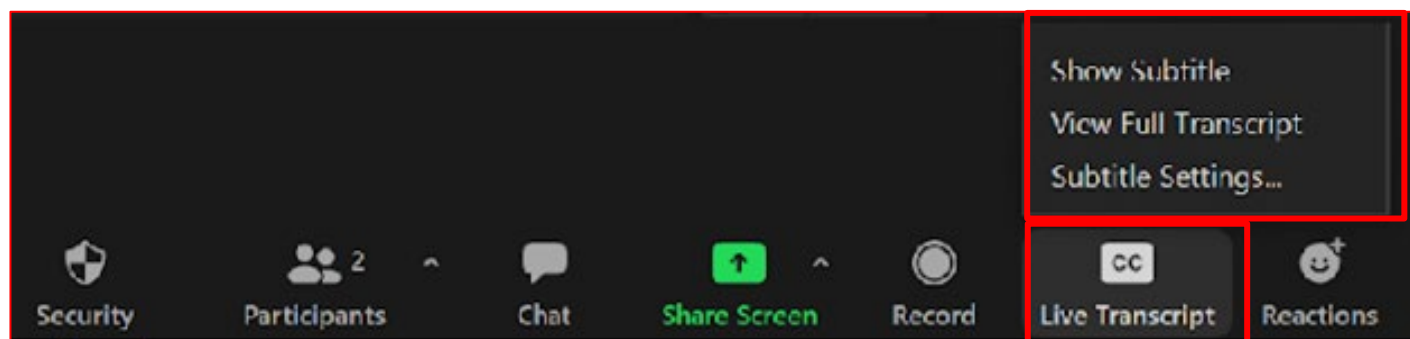 Show Subtitle
View Full Transcript
Subtitle Settings...
2
CC
Security
Participants
Chat
Share Screen
Record
Live Transcript
Reactions